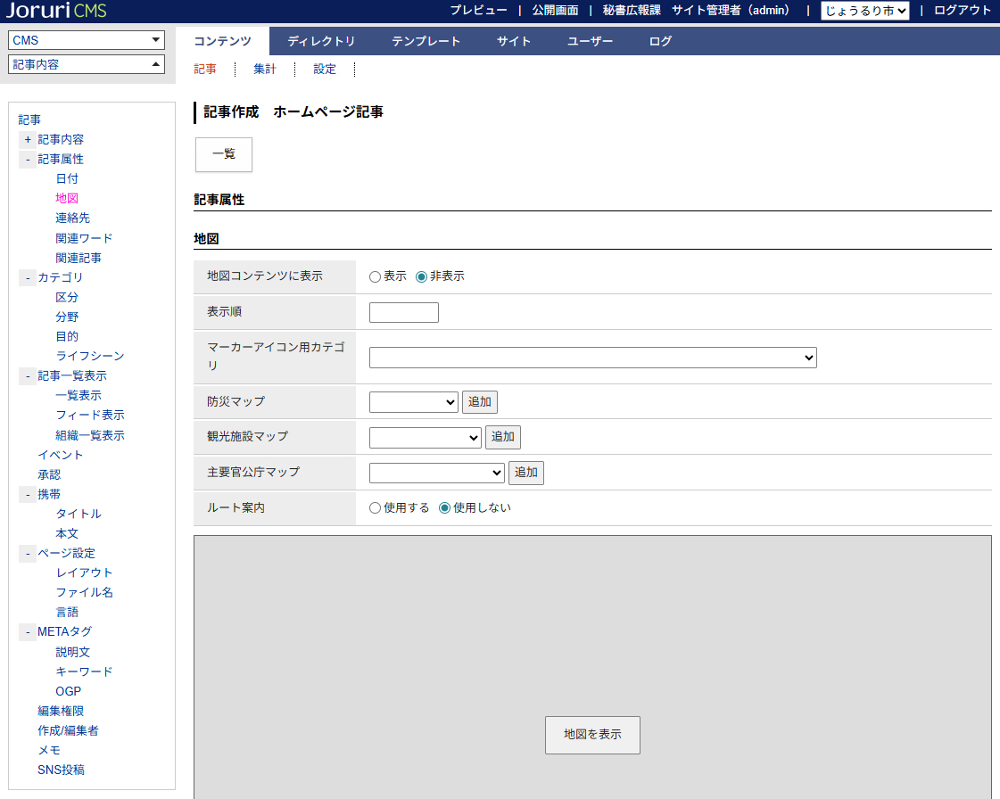 Joruri CMS プレビュー | 公開画面 | 秘書広報課 サイト管理者（admin） | じょうるり市 | ログアウト
CMS
記事内容
コンテンツ ディレクトリ テンプレート サイト ユーザー ログ
記事 集計 設定
記事
+ 記事内容
- 記事属性
日付
地図
連絡先
関連ワード
関連記事
- カテゴリ
区分
分野
目的
ライフシーン
- 記事一覧表示
一覧表示
フィード表示
組織一覧表示
イベント
承認
- 携帯
タイトル
本文
- ページ設定
レイアウト
ファイル名
言語
- METAタグ
説明文
キーワード
OGP
編集権限
作成/編集者
メモ
SNS投稿
記事作成　ホームページ記事
一覧
記事属性
地図
地図コンテンツに表示 表示 非表示
表示順
マーカーアイコン用カテゴ
リ
防災マップ 追加
観光施設マップ 追加
主要官公庁マップ 追加
ルート案内 使用する 使用しない
地図を表示